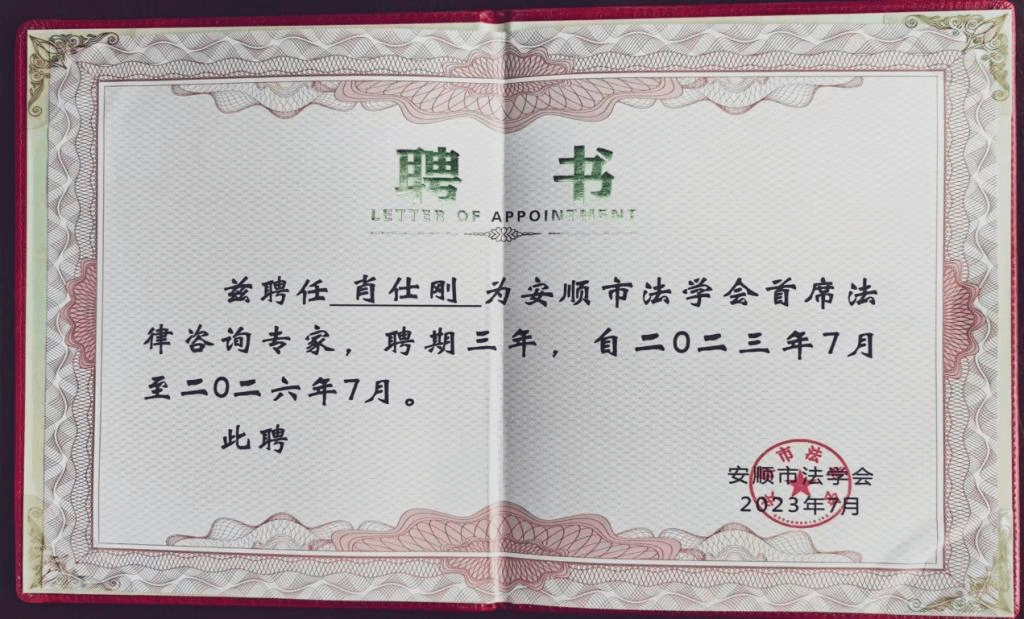 聘 书
LETTER OF APPOINTMENT
兹聘任 肖仕刚 为安顺市法学会首席法
律咨询专家，聘期三年，自二0二三年7月
至二0二六年7月。
此聘
安顺市法学会
2023年7月